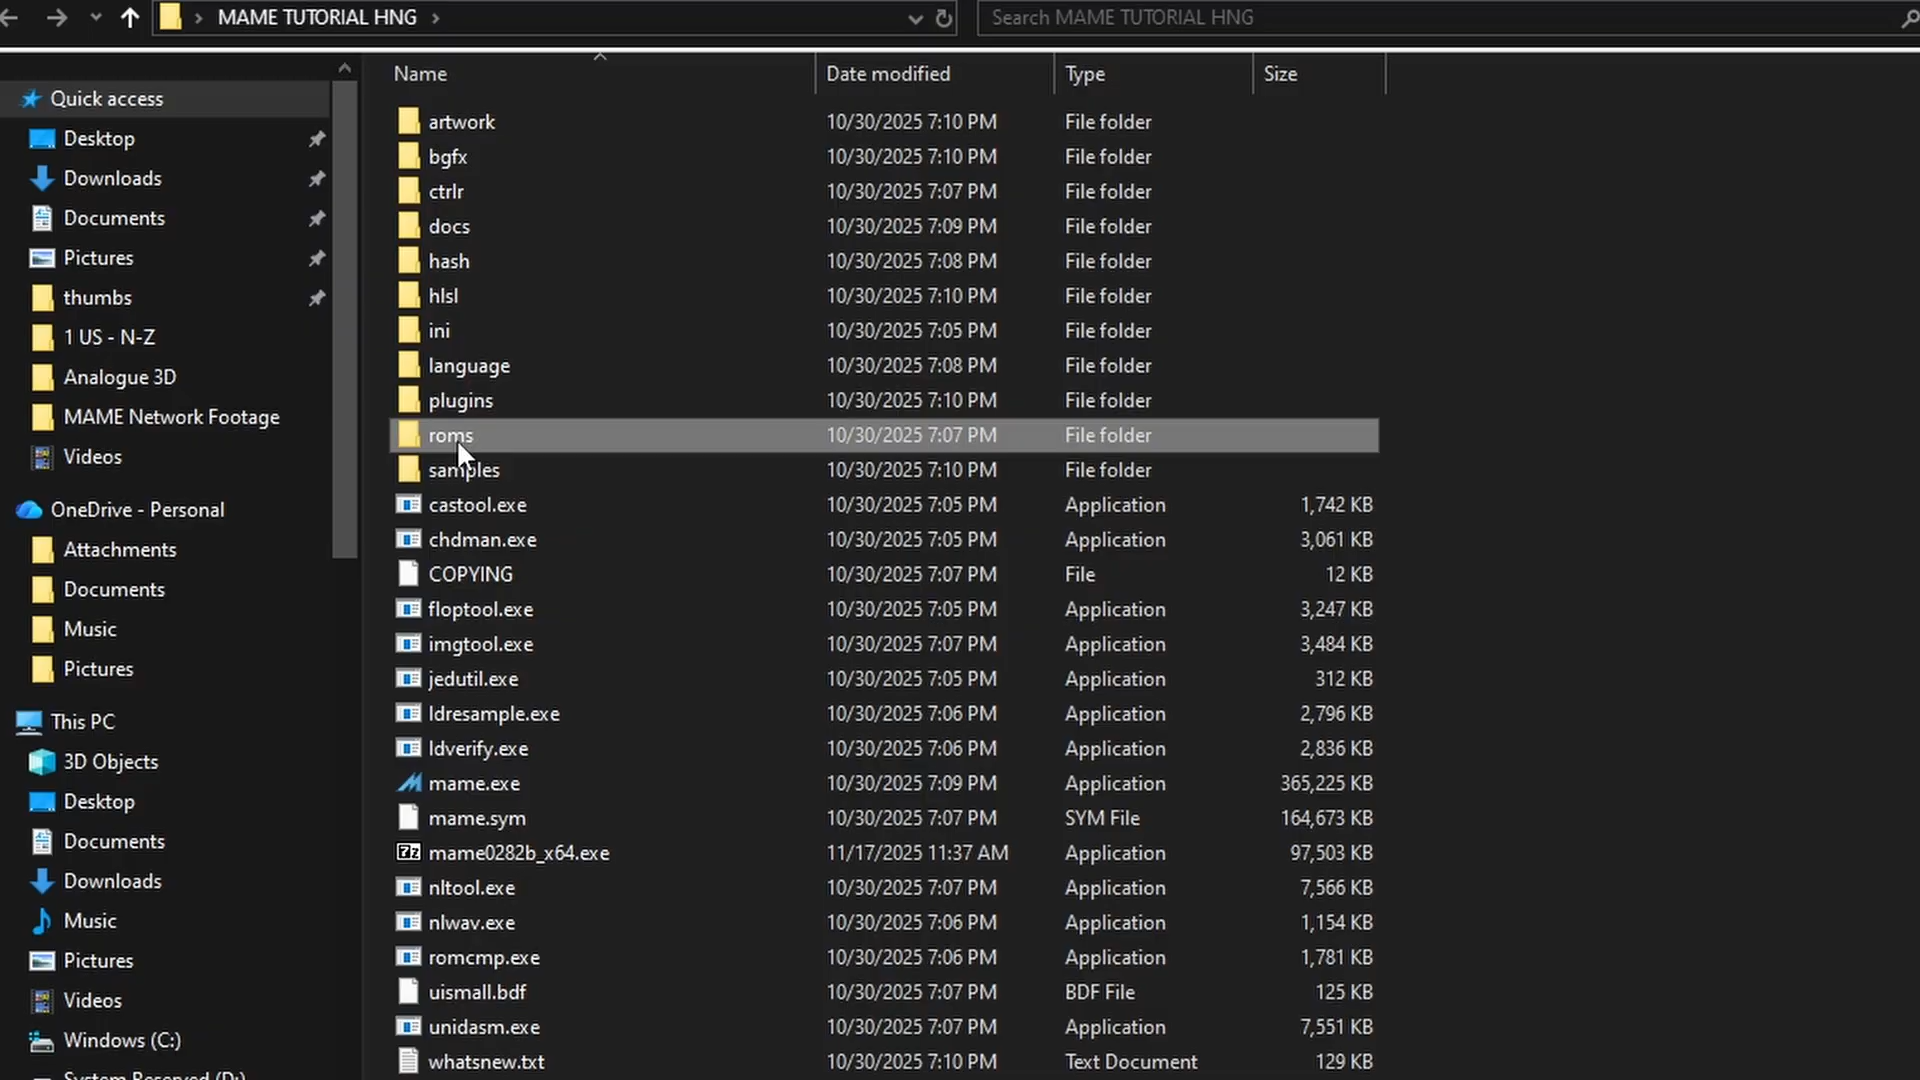 MAME TUTORIAL HNG
Search MAME TUTORIAL HNG
Quick access
Desktop
Downloads
Documents
Pictures
thumbs
1 US - N-Z
Analogue 3D
MAME Network Footage
Videos
OneDrive - Personal
Attachments
Documents
Music
Pictures
This PC
3D Objects
Desktop
Documents
Downloads
Music
Pictures
Videos
Windows (C:)
System Reserved (D:)
Name Date modified Type Size
artwork 10/30/2025 7:10 PM File folder
bgfx 10/30/2025 7:10 PM File folder
ctrlr 10/30/2025 7:07 PM File folder
docs 10/30/2025 7:09 PM File folder
hash 10/30/2025 7:08 PM File folder
hlsl 10/30/2025 7:10 PM File folder
ini 10/30/2025 7:05 PM File folder
language 10/30/2025 7:08 PM File folder
plugins 10/30/2025 7:10 PM File folder
roms 10/30/2025 7:07 PM File folder
samples 10/30/2025 7:10 PM File folder
castool.exe 10/30/2025 7:05 PM Application 1,742 KB
chdman.exe 10/30/2025 7:05 PM Application 3,061 KB
COPYING 10/30/2025 7:07 PM File 12 KB
floptool.exe 10/30/2025 7:05 PM Application 3,247 KB
imgtool.exe 10/30/2025 7:07 PM Application 3,484 KB
jedutil.exe 10/30/2025 7:05 PM Application 312 KB
ldresample.exe 10/30/2025 7:06 PM Application 2,796 KB
ldverify.exe 10/30/2025 7:06 PM Application 2,836 KB
mame.exe 10/30/2025 7:09 PM Application 365,225 KB
mame.sym 10/30/2025 7:07 PM SYM File 164,673 KB
mame0282b_x64.exe 11/17/2025 11:37 AM Application 97,503 KB
nltool.exe 10/30/2025 7:07 PM Application 7,566 KB
nlwav.exe 10/30/2025 7:06 PM Application 1,154 KB
romcmp.exe 10/30/2025 7:06 PM Application 1,781 KB
uismall.bdf 10/30/2025 7:07 PM BDF File 125 KB
unidasm.exe 10/30/2025 7:07 PM Application 7,551 KB
whatsnew.txt 10/30/2025 7:10 PM Text Document 129 KB